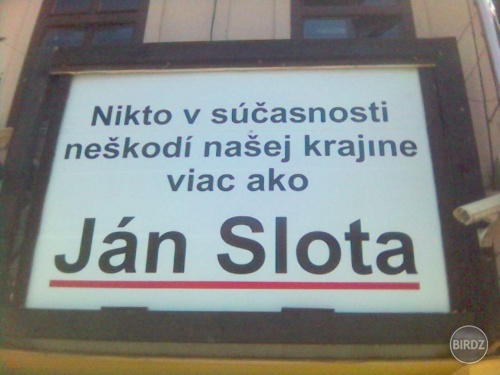 Nikto v súčasnosti
neškodí našej krajine
viac ako
Ján Slota
BIRDZ